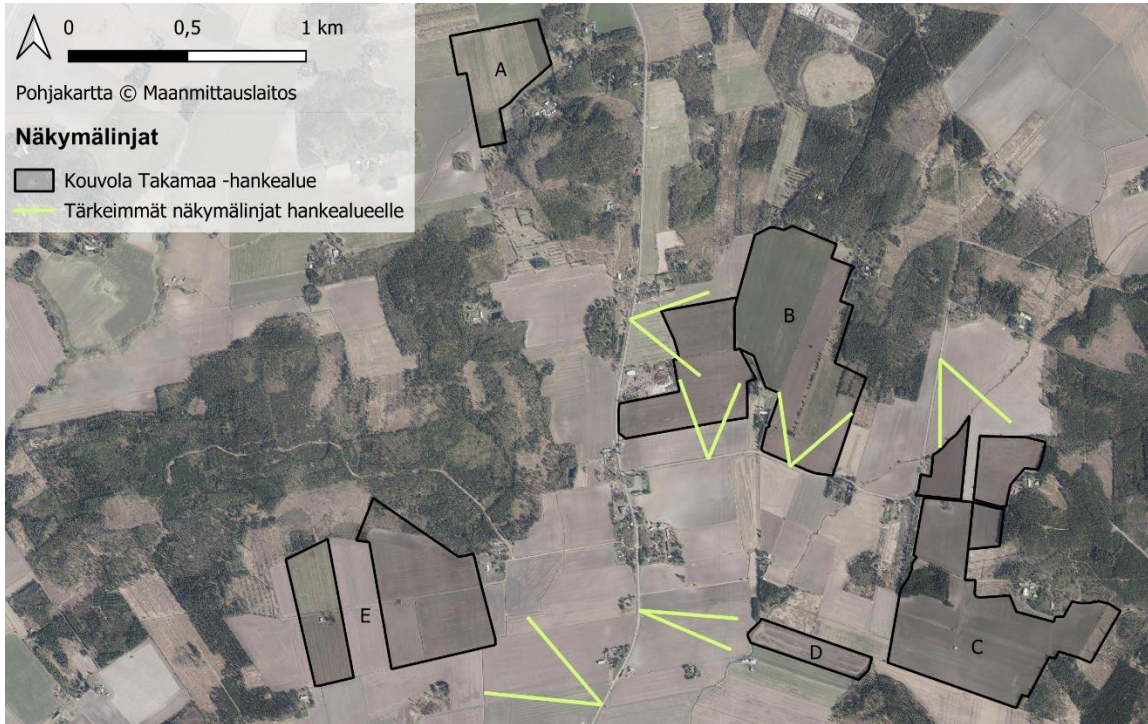 0 0,5 1 km
Pohjakartta © Maanmittauslaitos
Näkymälinjat
Kouvola Takamaa -hankealue
Tärkeimmät näkymälinjat hankealueelle
A
B
E
D
C